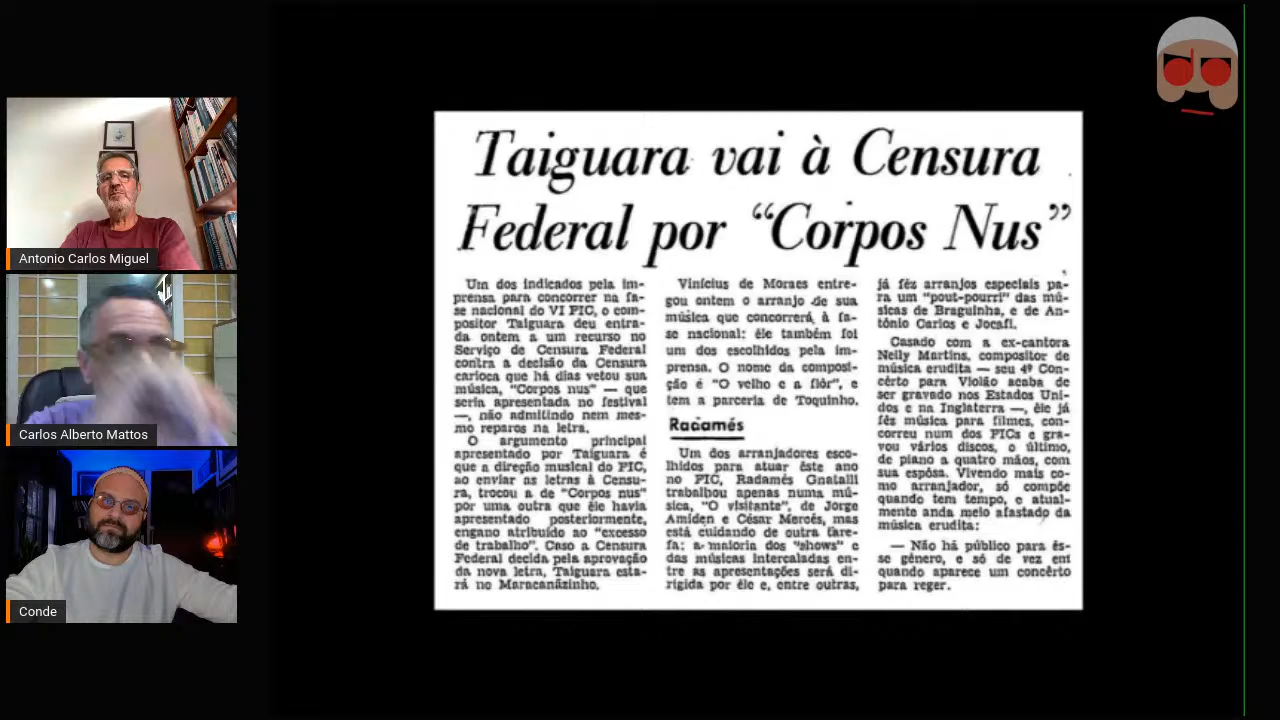 Antonio Carlos Miguel
Carlos Alberto Mattos
Conde
Taiguara vai à Censura
Federal por “Corpos Nus”
Um dos indicados pela im-
prensa para concorrer na fa-
se nacional do VI FIC, o com-
positor Taiguara deu entra-
da ontem a um recurso no
Serviço de Censura Federal
contra a decisão da Censura
carioca que há dias vetou sua
música, “Corpos nus” — que
seria apresentada no festival
—, não admitindo nem mes-
mo reparos na letra.
O argumento principal
apresentado por Taiguara é
que a direção musical do FIC,
ao enviar as letras à Censu-
ra, trocou a de “Corpos nus”
por uma outra que êle havia
apresentado posteriormente,
engano atribuído ao “excesso
de trabalho”. Caso a Censura
Federal decida pela aprovação
da nova letra, Taiguara esta-
rá no Maracanãzinho.
Vinícius de Moraes entre-
gou ontem o arranjo de sua
música que concorrerá à fa-
se nacional: êle também foi
um dos escolhidos pela im-
prensa. O nome da composi-
ção é “O velho e a flôr”, e
tem a parceria de Toquinho.
Radamés
Um dos arranjadores esco-
lhidos para atuar êste ano
no FIC, Radamés Gnatalli
trabalhou apenas numa mú-
sica, “O visitante”, de Jorge
Amiden e César Mercês, mas
está cuidando de outra tare-
fa: a maioria dos “shows” e
das músicas intercaladas en-
tre as apresentações será di-
rigida por êle e, entre outras,
já fêz arranjos especiais pa-
ra um “pout-pourri” das mú-
sicas de Braguinha, e de An-
tônio Carlos e Jocafi.
Casado com a ex-cantora
Nelly Martins, compositor de
música erudita — seu 4º Con-
cêrto para Violão acaba de
ser gravado nos Estados Uni-
dos e na Inglaterra —, êle já
fês música para filmes, con-
correu num dos FICs e gra-
vou vários discos, o último,
de piano a quatro mãos, com
sua espôsa. Vivendo mais co-
mo arranjador, só compõe
quando tem tempo, e atual-
mente anda meio afastado da
música erudita:
— Não há público para ês-
se gênero, e só de vez em
quando aparece um concêrto
para reger.